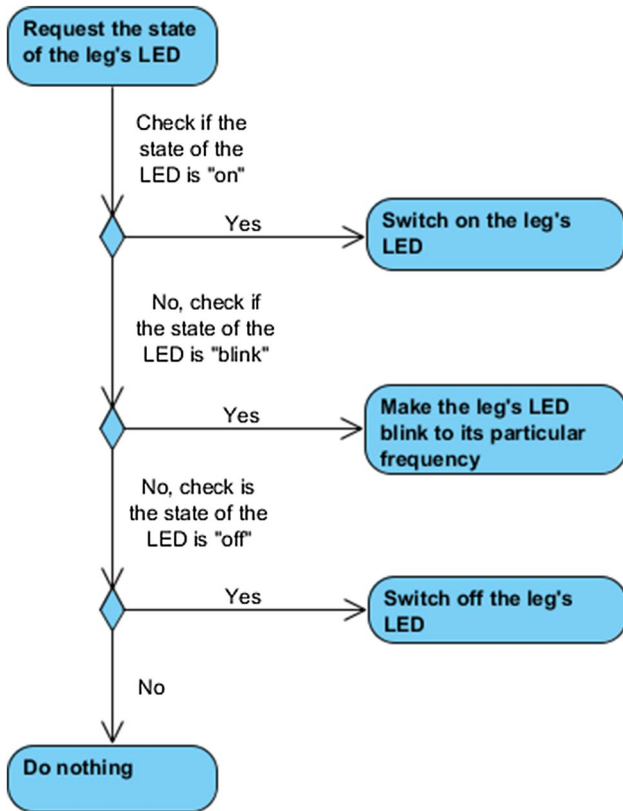 Request the state
of the leg's LED
Check if the
state of the
LED is "on"
Yes
Switch on the leg's
LED
No, check if
the state of the
LED is "blink"
Yes
Make the leg's LED
blink to its particular
frequency
No, check is
the state of the
LED is "off"
Yes
Switch off the leg's
LED
No
Do nothing